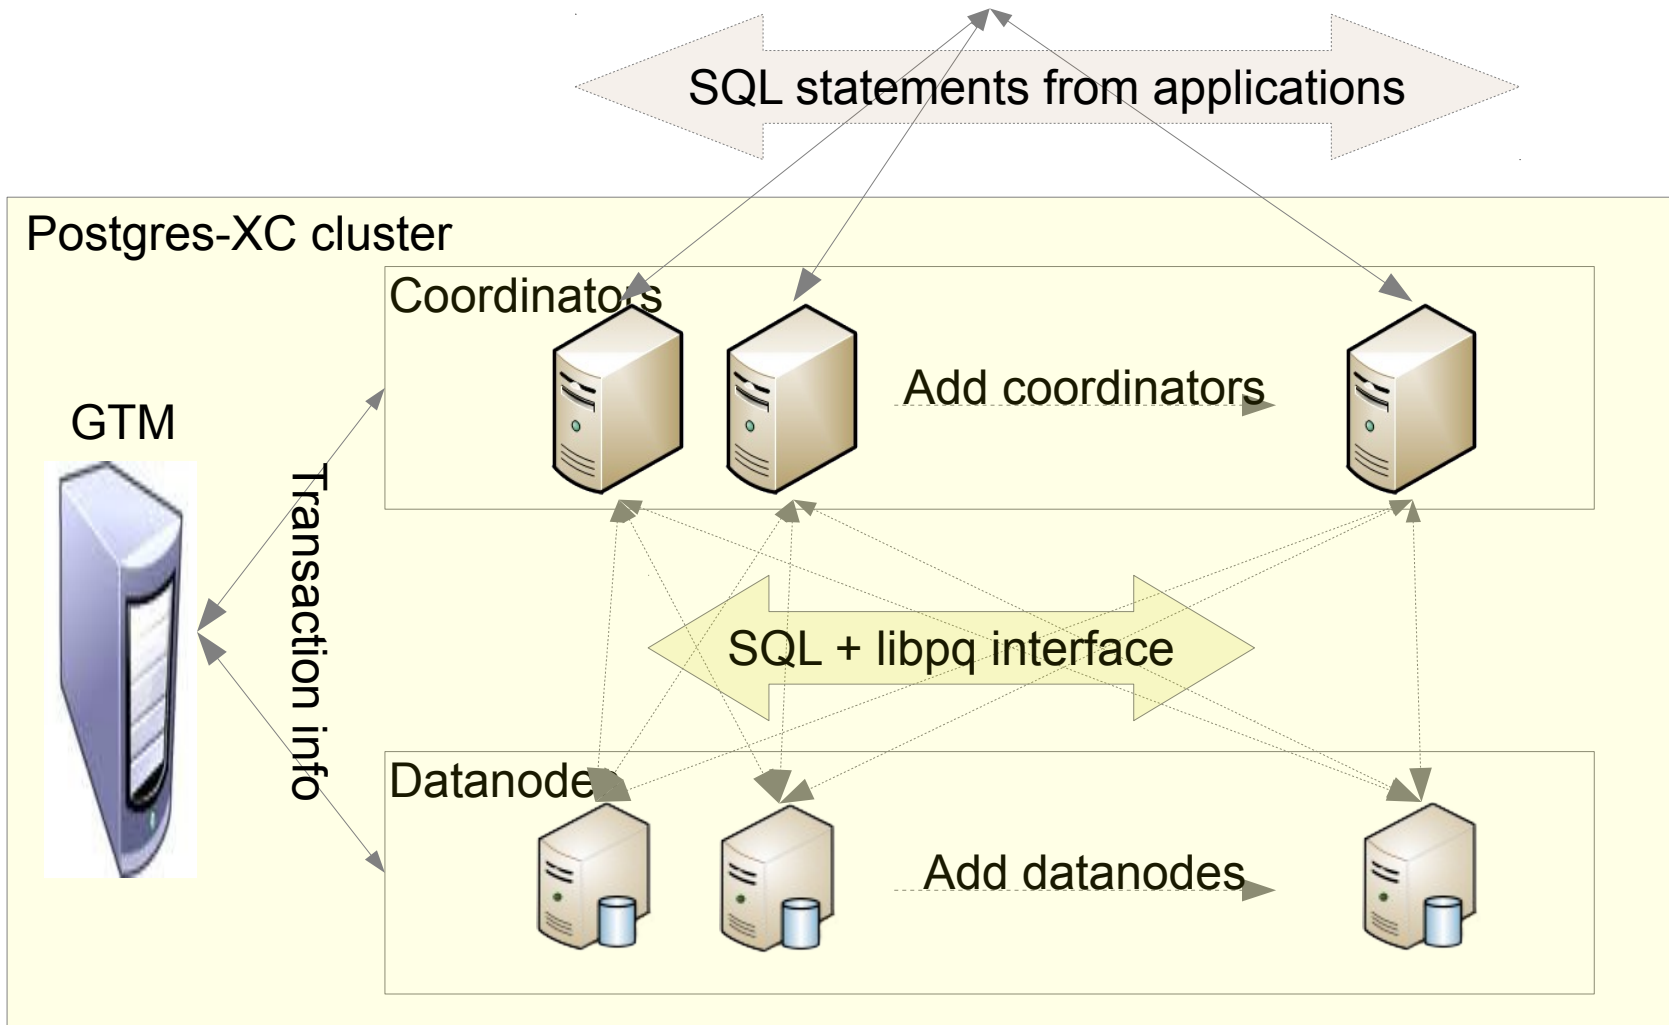 SQL statements from applications
Postgres-XC cluster
Coordinators
Add coordinators
GTM
Transaction info
SQL + libpq interface
Datanodes
Add datanodes